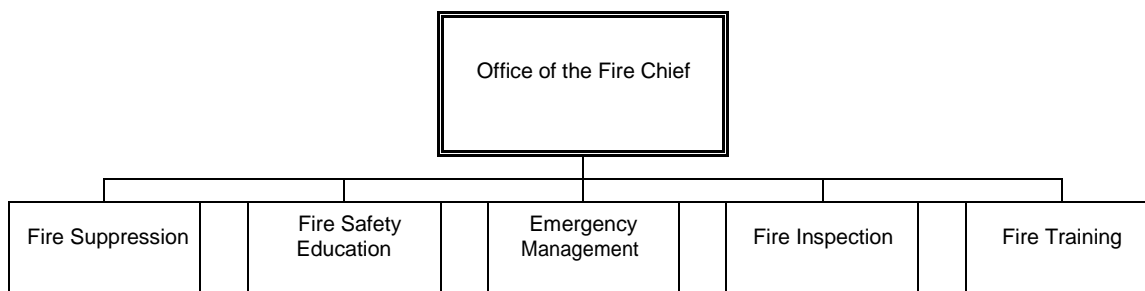 Office of the Fire Chief
Fire Suppression
Fire Safety
Education
Emergency
Management
Fire Inspection
Fire Training